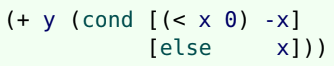 (+ y (cond [(< x 0) -x]
           [else     x]))